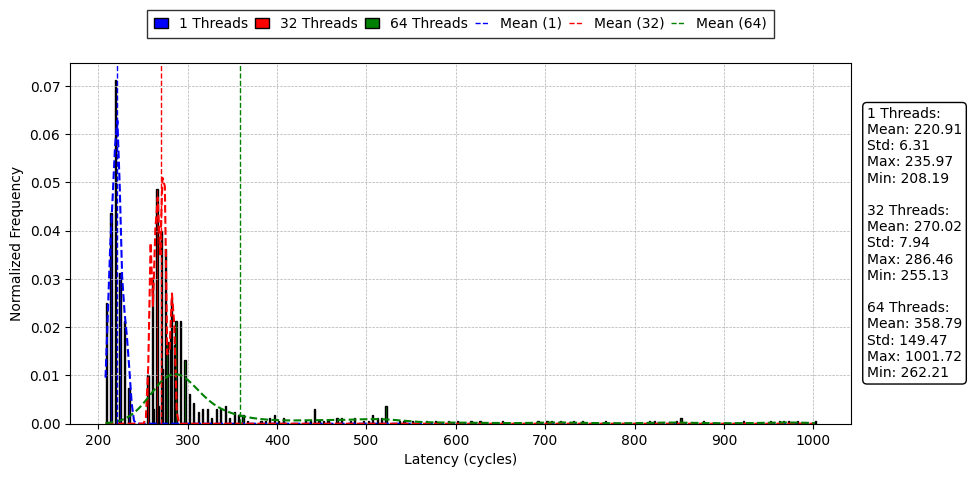 1 Threads 32 Threads 64 Threads Mean (1) Mean (32) Mean (64)
0.07
0.06
0.05
0.04
0.03
0.02
0.01
0.00
Normalized Frequency
200 300 400 500 600 700 800 900 1000
Latency (cycles)
1 Threads:
Mean: 220.91
Std: 6.31
Max: 235.97
Min: 208.19
32 Threads:
Mean: 270.02
Std: 7.94
Max: 286.46
Min: 255.13
64 Threads:
Mean: 358.79
Std: 149.47
Max: 1001.72
Min: 262.21